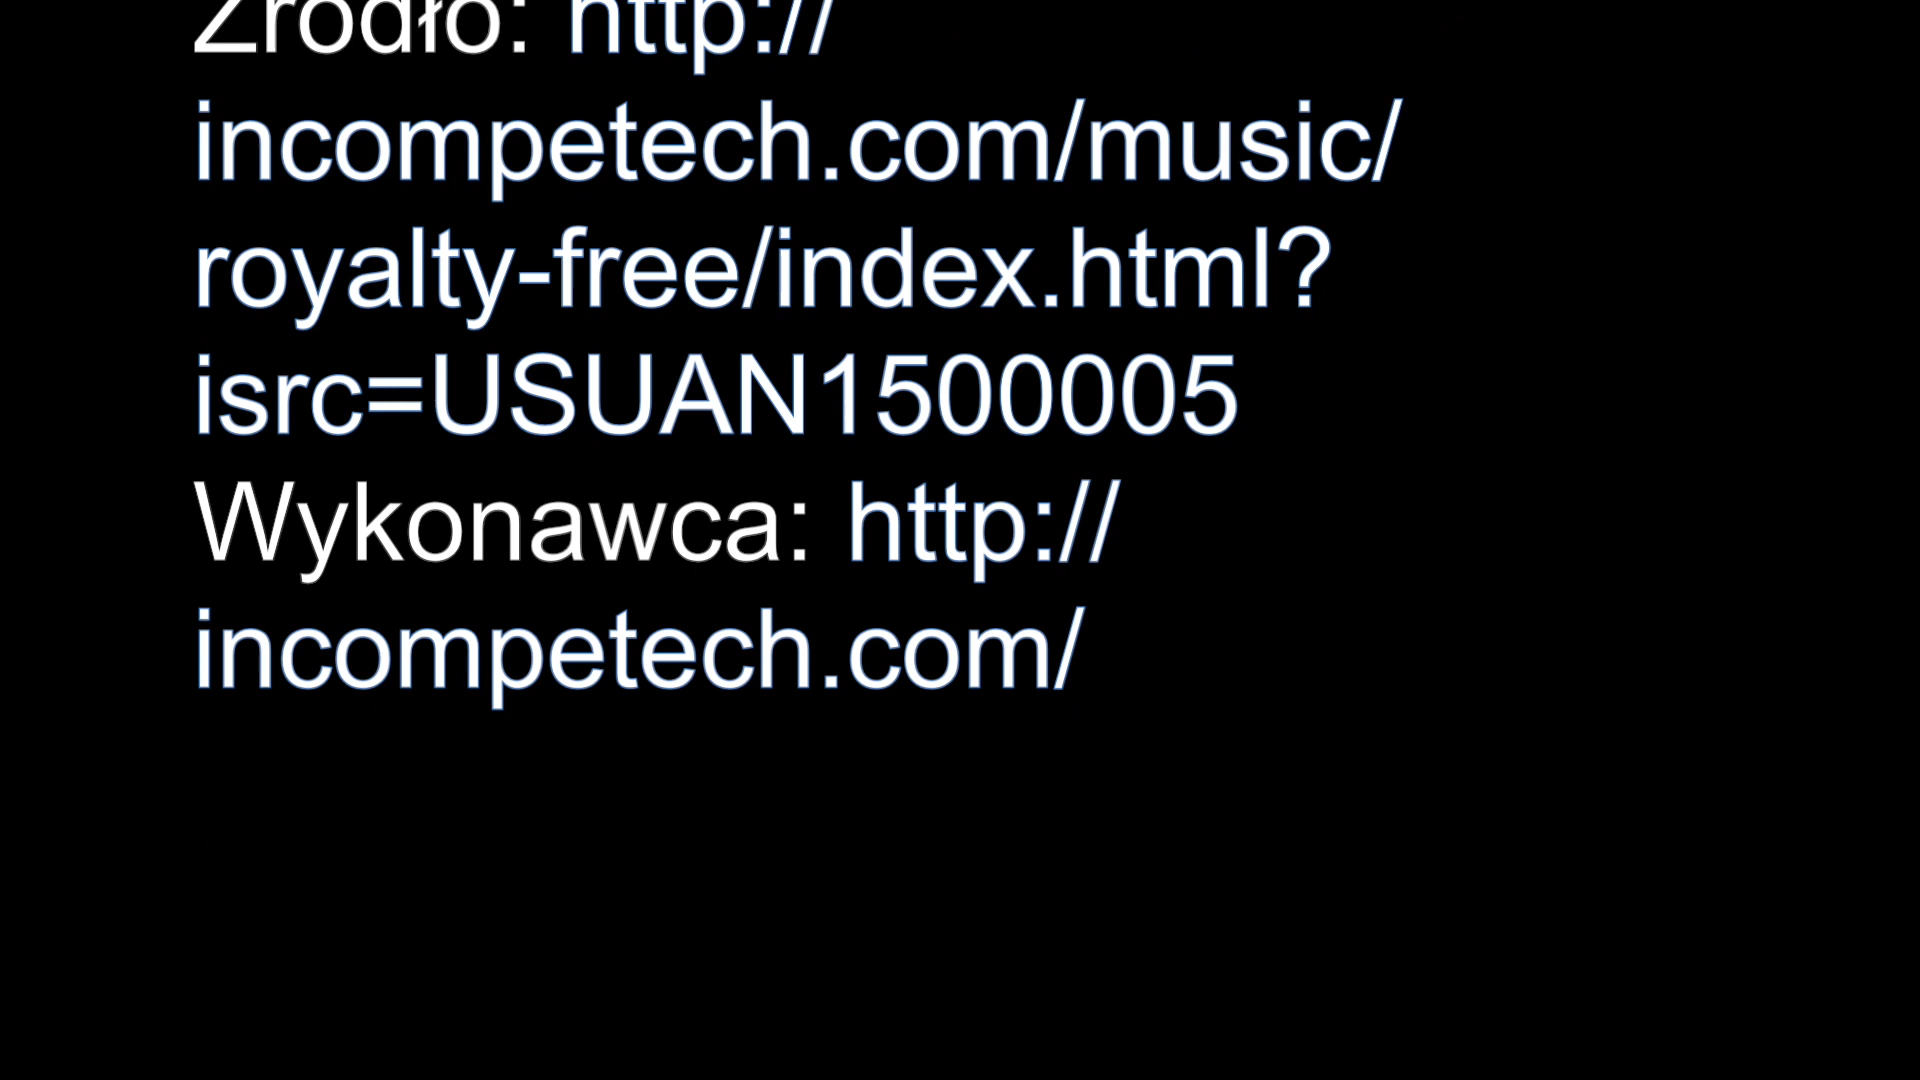 Źródło: http://
incompetech.com/music/
royalty-free/index.html?
isrc=USUAN1500005
Wykonawca: http://
incompetech.com/